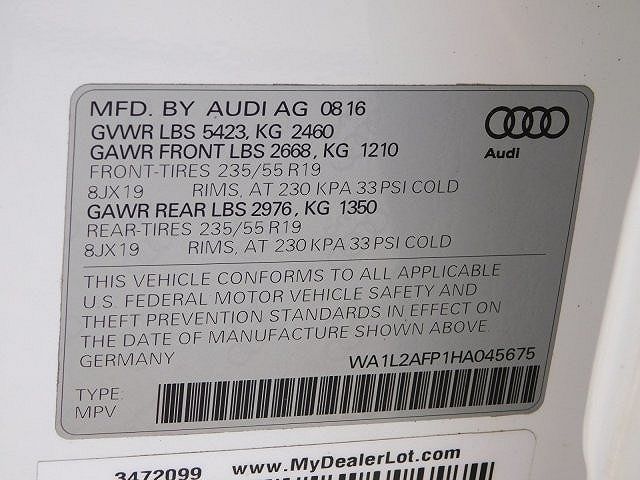 MFD. BY AUDI AG 08 16
GVWR LBS 5423, KG 2460
GAWR FRONT LBS 2668, KG 1210
FRONT-TIRES 235/55 R19
8JX19 RIMS, AT 230 KPA 33 PSI COLD
GAWR REAR LBS 2976, KG 1350
REAR-TIRES 235/55 R19
8JX19 RIMS, AT 230 KPA 33 PSI COLD
Audi
THIS VEHICLE CONFORMS TO ALL APPLICABLE
U.S. FEDERAL MOTOR VEHICLE SAFETY AND
THEFT PREVENTION STANDARDS IN EFFECT ON
THE DATE OF MANUFACTURE SHOWN ABOVE.
GERMANY WA1L2AFP1HA045675
TYPE:
MPV
3472099 www.MyDealerLot.com